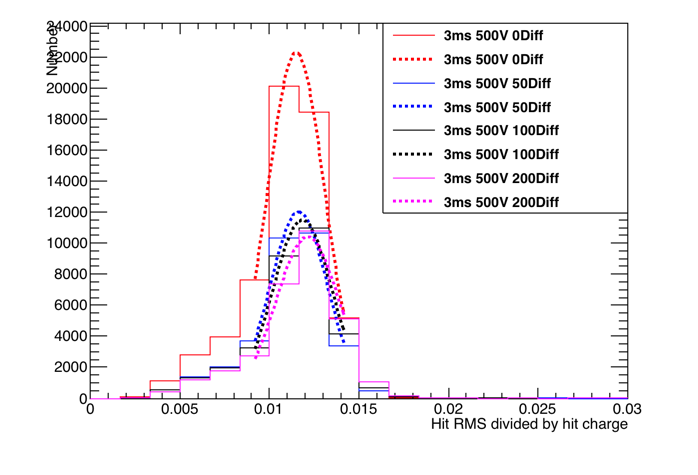 Number
24000
22000
20000
18000
16000
14000
12000
10000
8000
6000
4000
2000
0
3ms 500V 0Diff
3ms 500V 0Diff
3ms 500V 50Diff
3ms 500V 50Diff
3ms 500V 100Diff
3ms 500V 100Diff
3ms 500V 200Diff
3ms 500V 200Diff
0 0.005 0.01 0.015 0.02 0.025 0.03
Hit RMS divided by hit charge